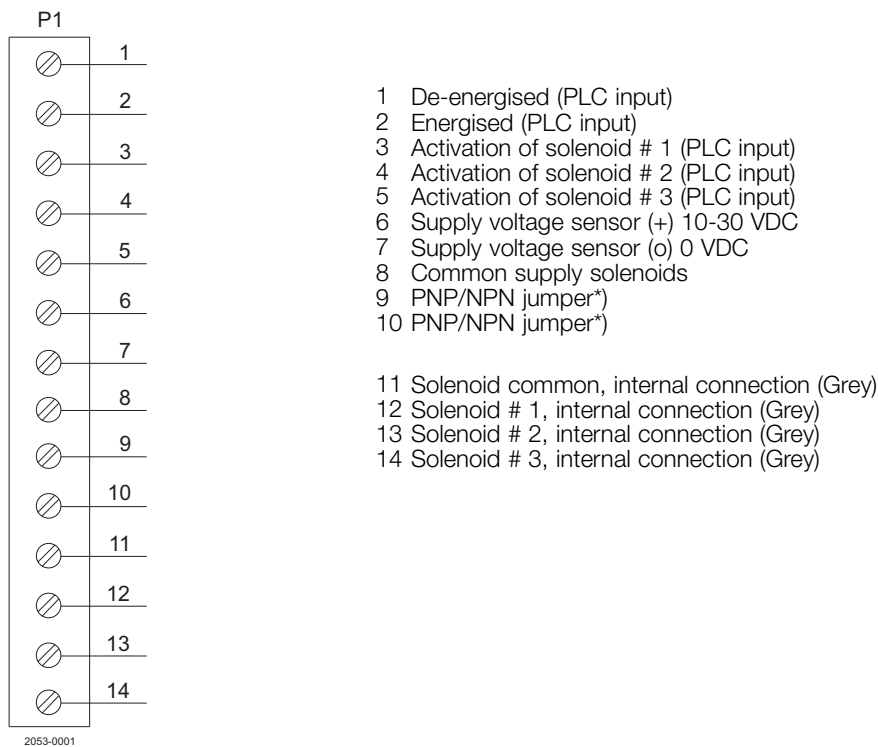 P1
1
2
3
4
5
6
7
8
9
10
11
12
13
14
2053-0001
1 De-energised (PLC input)
2 Energised (PLC input)
3 Activation of solenoid # 1 (PLC input)
4 Activation of solenoid # 2 (PLC input)
5 Activation of solenoid # 3 (PLC input)
6 Supply voltage sensor (+) 10-30 VDC
7 Supply voltage sensor (o) 0 VDC
8 Common supply solenoids
9 PNP/NPN jumper*)
10 PNP/NPN jumper*)
11 Solenoid common, internal connection (Grey)
12 Solenoid # 1, internal connection (Grey)
13 Solenoid # 2, internal connection (Grey)
14 Solenoid # 3, internal connection (Grey)